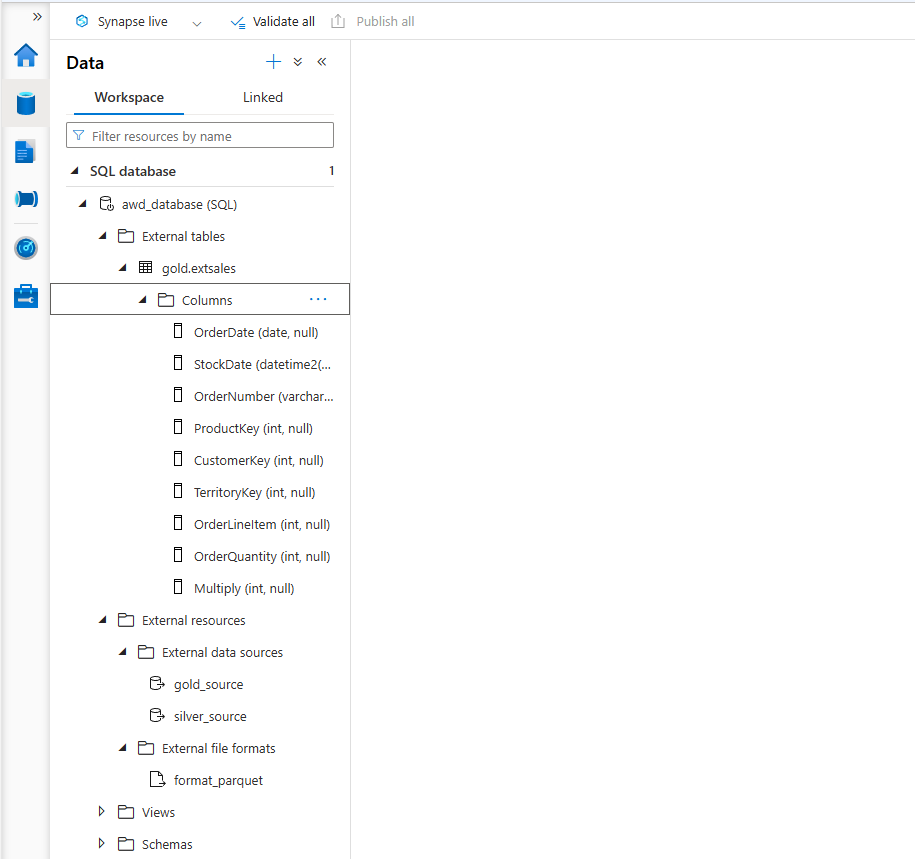 Synapse live
Validate all
Publish all
Data
Workspace
Linked
Filter resources by name
SQL database
1
awd_database (SQL)
External tables
gold.extsales
Columns
OrderDate (date, null)
StockDate (datetime2(...
OrderNumber (varchar...
ProductKey (int, null)
CustomerKey (int, null)
TerritoryKey (int, null)
OrderLineItem (int, null)
OrderQuantity (int, null)
Multiply (int, null)
External resources
External data sources
gold_source
silver_source
External file formats
format_parquet
Views
Schemas